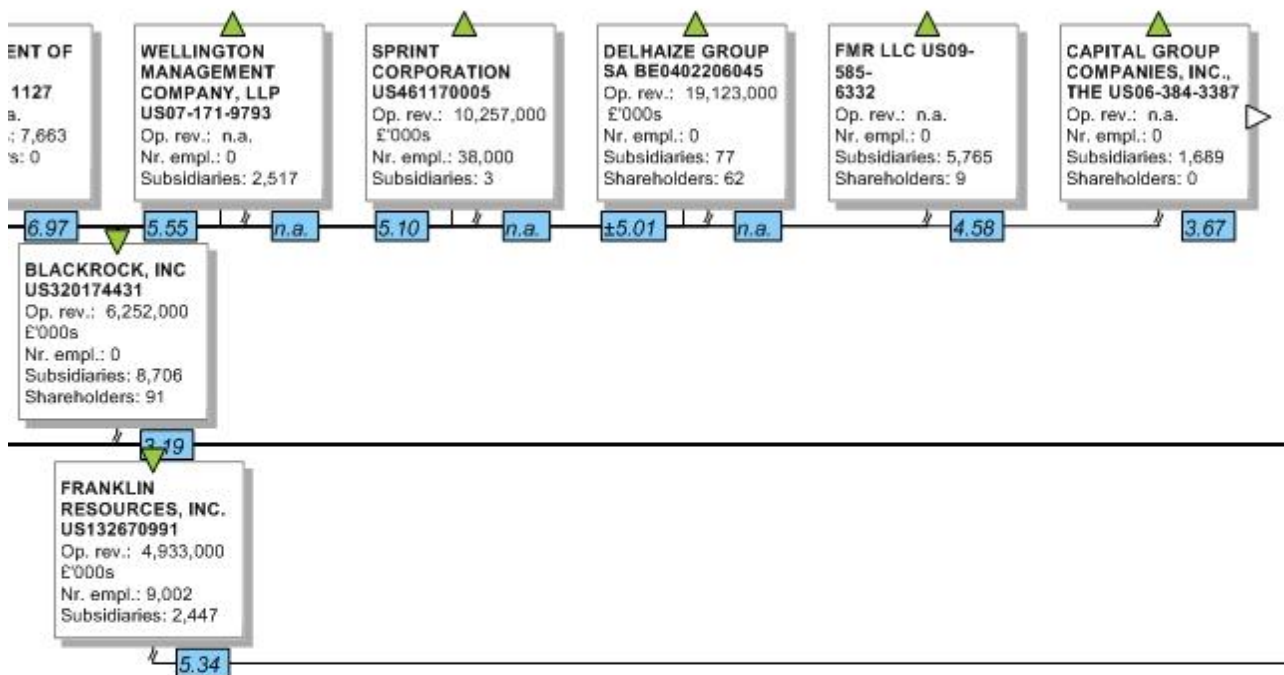 ENT OF
1127
a.
.: 7,663
s: 0
WELLINGTON
MANAGEMENT
COMPANY, LLP
US07-171-9793
Op. rev.: n.a.
Nr. empl.: 0
Subsidiaries: 2,517
SPRINT
CORPORATION
US461170005
Op. rev.: 10,257,000
£'000s
Nr. empl.: 38,000
Subsidiaries: 3
DELHAIZE GROUP
SA BE0402206045
Op. rev.: 19,123,000
£'000s
Nr. empl.: 0
Subsidiaries: 77
Shareholders: 62
FMR LLC US09-
585-
6332
Op. rev.: n.a.
Nr. empl.: 0
Subsidiaries: 5,765
Shareholders: 9
CAPITAL GROUP
COMPANIES, INC.,
THE US06-384-3387
Op. rev.: n.a.
Nr. empl.: 0
Subsidiaries: 1,689
Shareholders: 0
6.97 5.55 n.a. 5.10 n.a. ±5.01 n.a. 4.58 3.67
BLACKROCK, INC
US320174431
Op. rev.: 6,252,000
£'000s
Nr. empl.: 0
Subsidiaries: 8,706
Shareholders: 91
3.19
FRANKLIN
RESOURCES, INC.
US132670991
Op. rev.: 4,933,000
£'000s
Nr. empl.: 9,002
Subsidiaries: 2,447
5.34